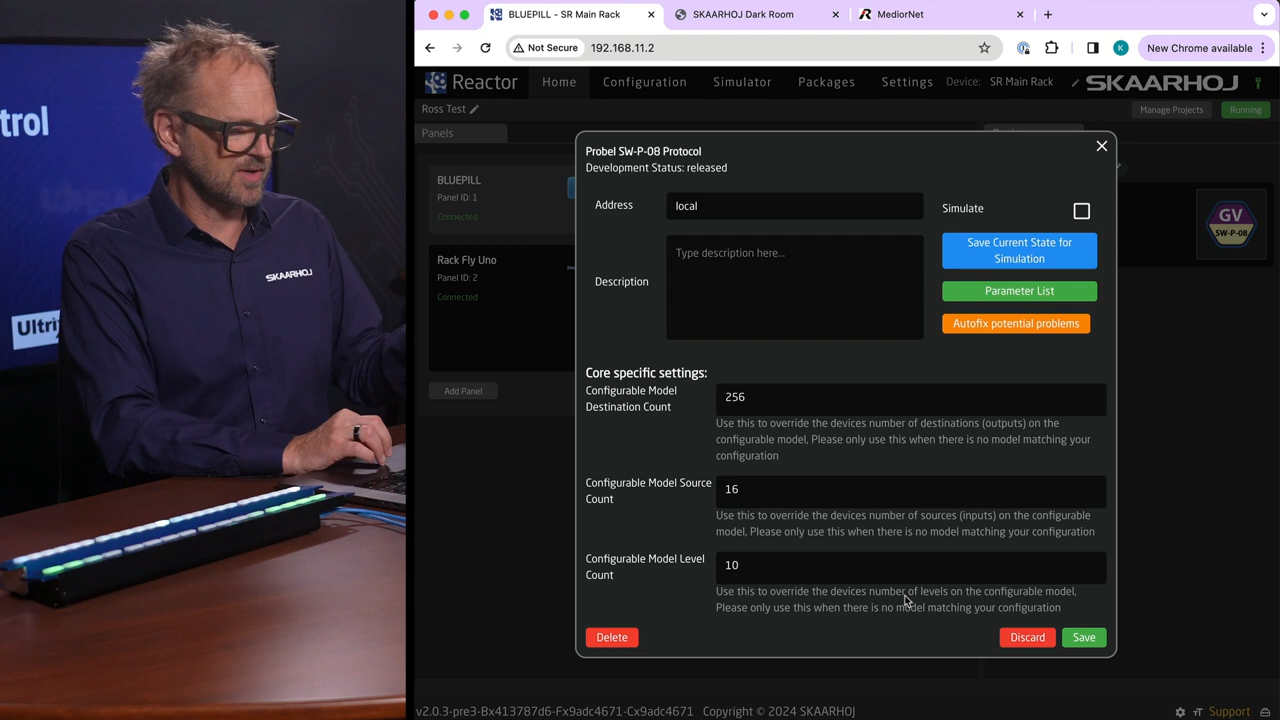 trol
Ultri
SKAARHOJ
BLUEPILL - SR Main Rack
SKAARHOJ Dark Room
MediorNet
Not Secure
192.168.11.2
K
New Chrome available
Reactor
Home
Configuration
Simulator
Packages
Settings
Device:
SR Main Rack
SKAARHOJ
Ross Test
Manage Projects
Running
Panels
BLUEPILL
Panel ID: 1
Connected
Rack Fly Uno
Panel ID: 2
Connected
Add Panel
GV
SW-P-08
Probel SW-P-08 Protocol
Development Status: released
Address
local
Simulate
Description
Type description here...
Save Current State for
Simulation
Parameter List
Autofix potential problems
Core specific settings:
Configurable Model
Destination Count
256
Use this to override the devices number of destinations (outputs) on the
configurable model, Please only use this when there is no model matching your
configuration
Configurable Model Source
Count
16
Use this to override the devices number of sources (inputs) on the configurable
model, Please only use this when there is no model matching your configuration
Configurable Model Level
Count
10
Use this to override the devices number of levels on the configurable model,
Please only use this when there is no model matching your configuration
Delete
Discard
Save
v2.0.3-pre3-Bx413787d6-Fx9adc4671-Cx9adc4671 Copyright © 2024 SKAARHOJ
Support